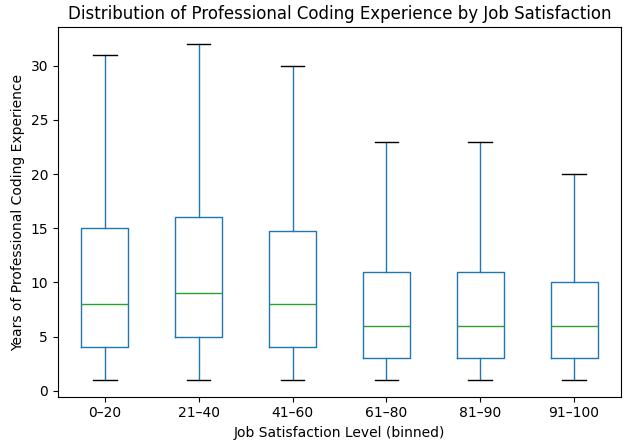 Distribution of Professional Coding Experience by Job Satisfaction
Years of Professional Coding Experience
30
25
20
15
10
5
0
0–20 21–40 41–60 61–80 81–90 91–100
Job Satisfaction Level (binned)